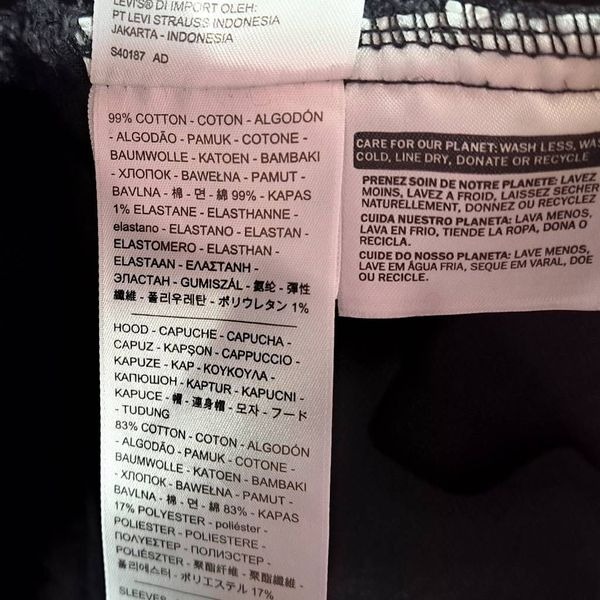 LEVI'S® DI IMPORT OLEH:
PT LEVI STRAUSS INDONESIA
JAKARTA - INDONESIA
S40187 AD
99% COTTON - COTON - ALGODÓN
- ALGODÃO - PAMUK - COTONE -
BAUMWOLLE - KATOEN - BAMBAKI
- ХЛОПОК - BAWEŁNA - PAMUT -
BAVLNA - 棉 - 면 - 綿 99% - KAPAS
1% ELASTANE - ELASTHANNE -
elastano - ELASTANO - ELASTAN -
ELASTOMERO - ELASTHAN -
ELASTAAN - ΕΛΑΣΤΑΝΗ -
ЭЛАСТАН - GUMISZÁL - 氨纶 - 彈性
纖維 - 폴리우레탄 - ポリウレタン 1%
HOOD - CAPUCHE - CAPUCHA -
CAPUZ - KAPŞON - CAPPUCCIO -
KAPUZE - KAP - ΚΟΥΚΟΥΛΑ -
КАПЮШОН - KAPTUR - KAPUCNI -
KAPUCE - 帽 - 連身帽 - 모자 - フード
- TUDUNG
83% COTTON - COTON - ALGODÓN
- ALGODÃO - PAMUK - COTONE -
BAUMWOLLE - KATOEN - BAMBAKI
- ХЛОПОК - BAWEŁNA - PAMUT -
BAVLNA - 棉 - 면 - 綿 83% - KAPAS
17% POLYESTER - poliéster -
POLIESTER - POLIESTERE -
ΠΟΛΥΕΣΤΕΡ - ПОЛИЭСТЕР -
POLIÉSZTER - 聚酯纖維 - 聚酯纤维 -
폴리에스터 - ポリエステル 17%
SLEEVES
CARE FOR OUR PLANET: WASH LESS, WAS
COLD, LINE DRY, DONATE OR RECYCLE
PRENEZ SOIN DE NOTRE PLANETE: LAVEZ
MOINS, LAVEZ A FROID, LAISSEZ SECHER
NATURELLEMENT, DONNEZ OU RECYCLEZ
CUIDA NUESTRO PLANETA: LAVA MENOS,
LAVA EN FRIO, TIENDE LA ROPA, DONA O
RECICLA.
CUIDE DO NOSSO PLANETA: LAVE MENOS,
LAVE EM ÁGUA FRIA, SEQUE EM VARAL, DOE
OU RECICLE.